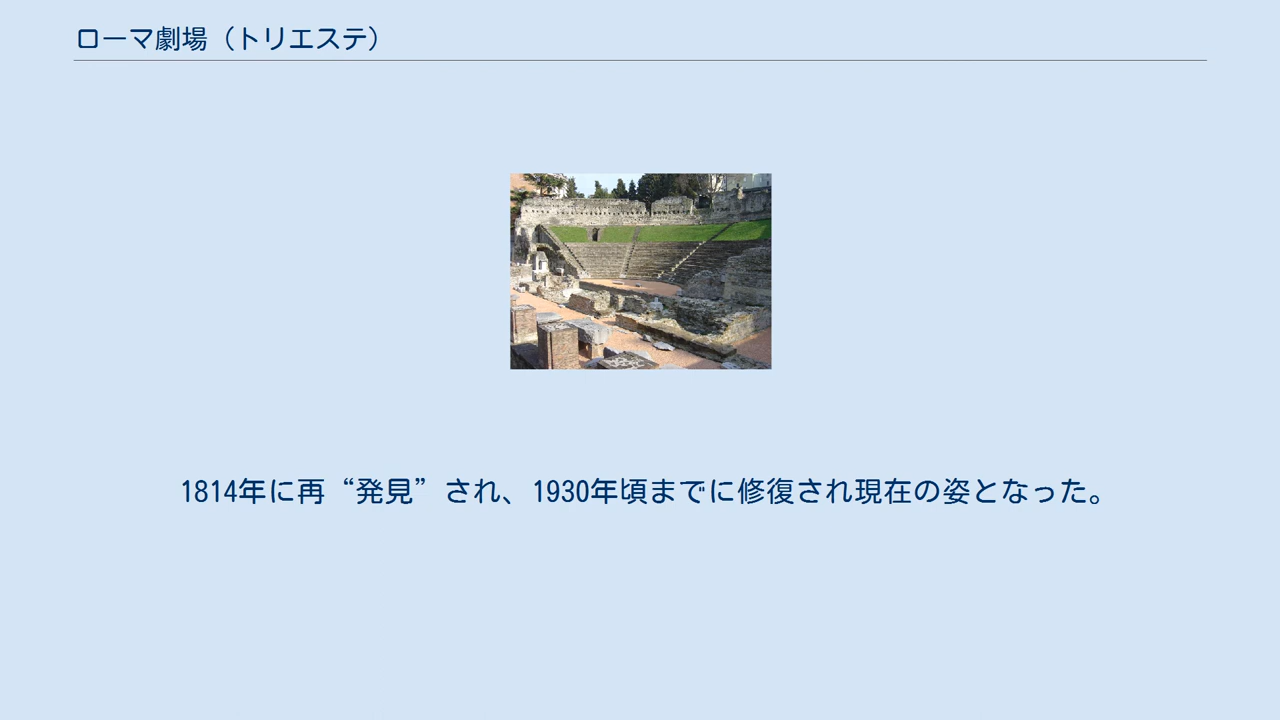 ローマ劇場（トリエステ）
1814年に再“発見”され、1930年頃までに修復され現在の姿となった。